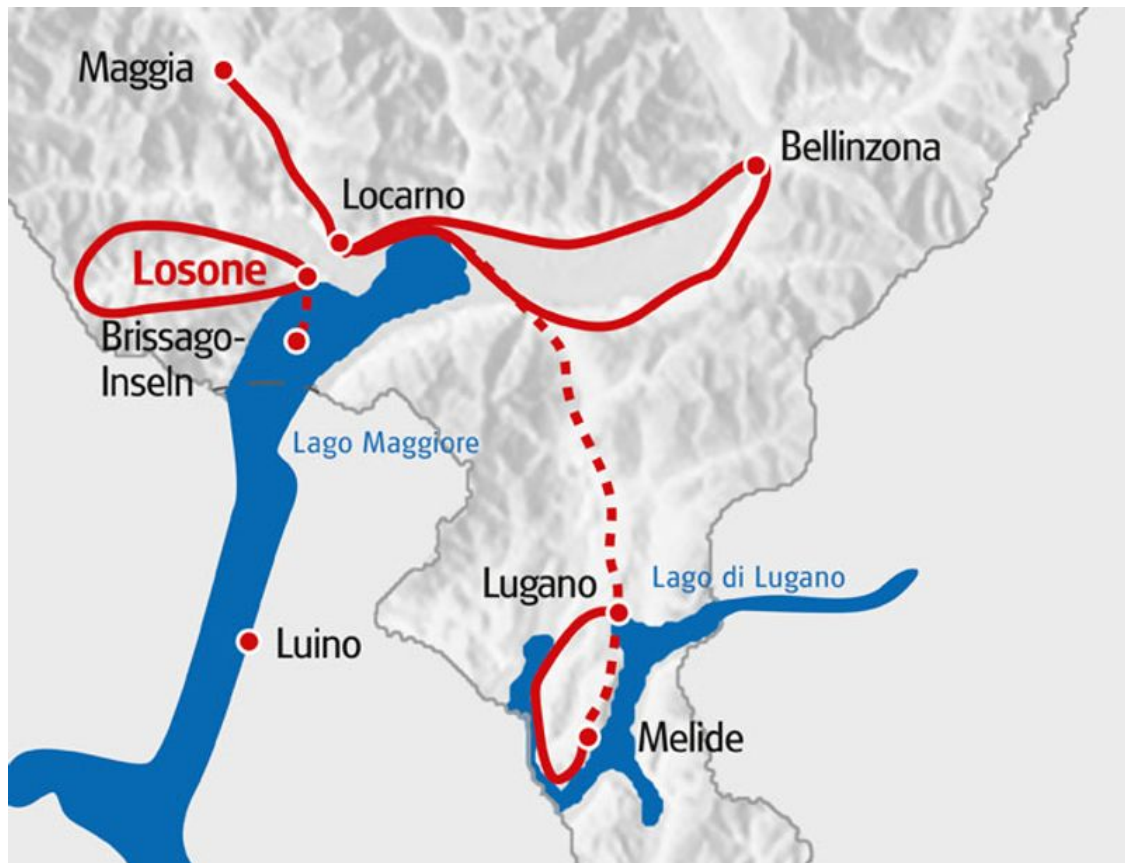 Maggia
Bellinzona
Locarno
Losone
Brissago-
Inseln
Lago Maggiore
Lugano
Lago di Lugano
Luino
Melide